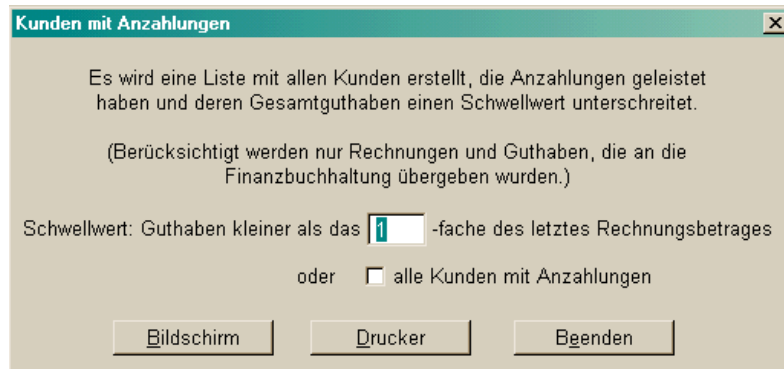 Kunden mit Anzahlungen
Es wird eine Liste mit allen Kunden erstellt, die Anzahlungen geleistet
haben und deren Gesamtguthaben einen Schwellwert unterschreitet.
(Berücksichtigt werden nur Rechnungen und Guthaben, die an die
Finanzbuchhaltung übergeben wurden.)
Schwellwert: Guthaben kleiner als das 1 -fache des letztes Rechnungsbetrages
oder alle Kunden mit Anzahlungen
Bildschirm Drucker Beenden